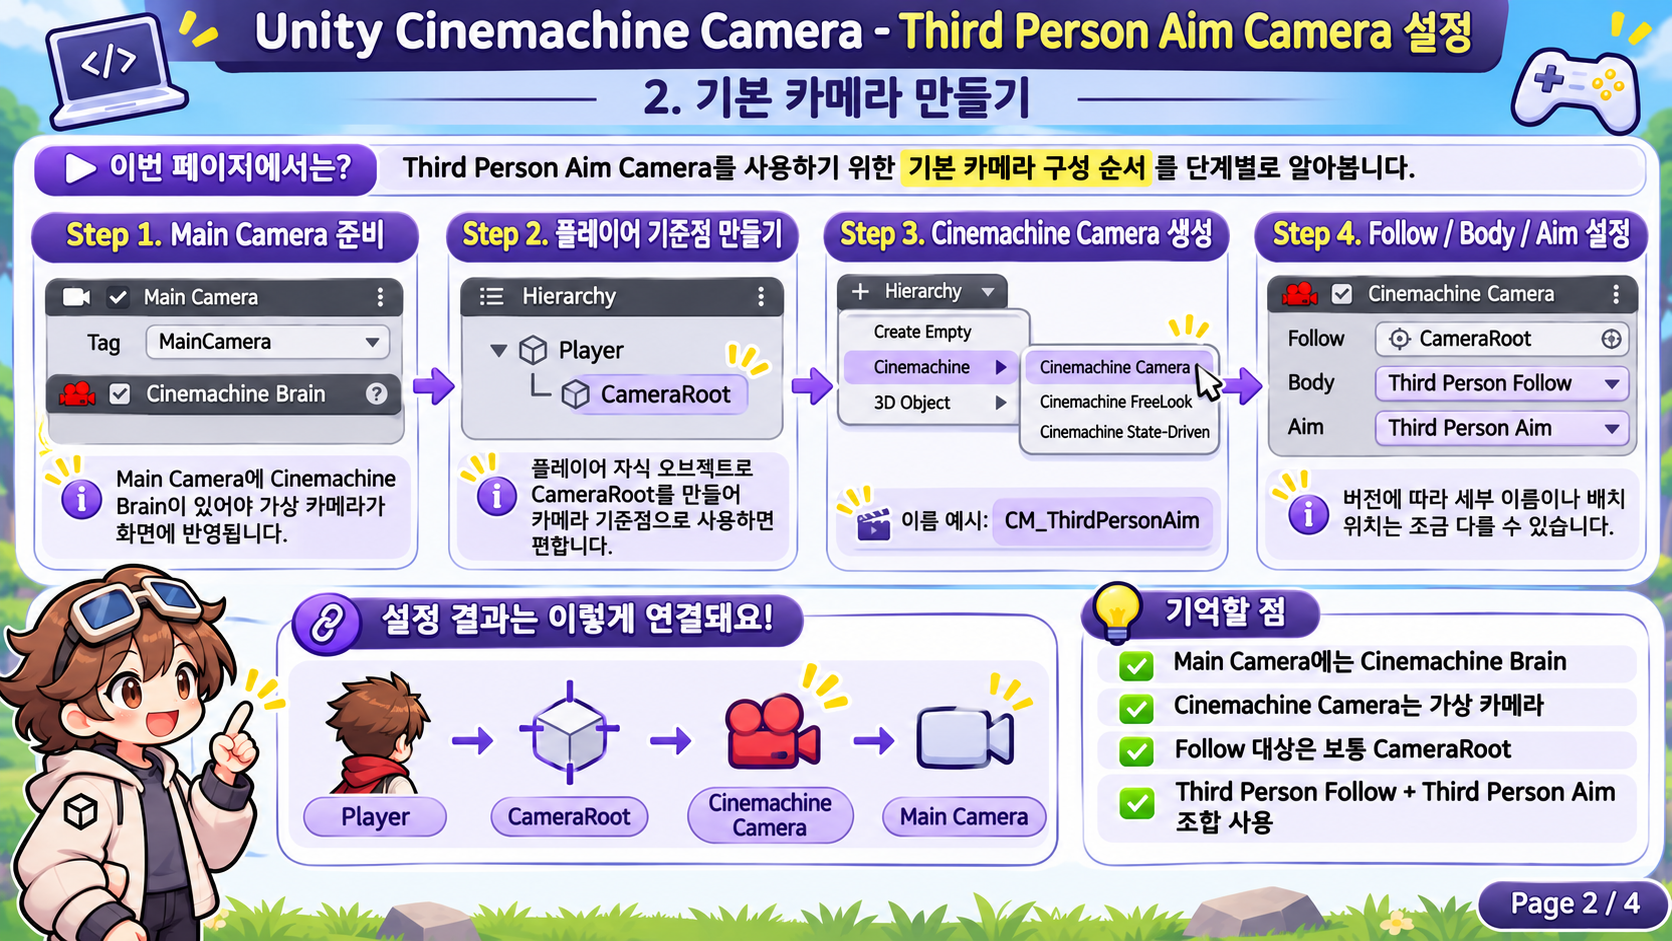 </>
Unity Cinemachine Camera - Third Person Aim Camera 설정
2. 기본 카메라 만들기
이번 페이저에서는?
Third Person Aim Camera를 사용하기 위한 기본 카메라 구성 순서 를 단계별로 알아봅니다.
Step 1. Main Camera 준비
Main Camera
Tag MainCamera
Cinemachine Brain ?
i
Main Camera에 Cinemachine
Brain이 있어야 가상 카메라가
화면에 반영됩니다.
Step 2. 플레이어 기준점 만들기
Hierarchy
Player
CameraRoot
i
플레이어 자식 오브젝트로
CameraRoot를 만들어
카메라 기준점으로 사용하면
편합니다.
Step 3. Cinemachine Camera 생성
+ Hierarchy
Create Empty
Cinemachine
3D Object
Cinemachine Camera
Cinemachine FreeLook
Cinemachine State-Driven
이름 예시: CM_ThirdPersonAim
Step 4. Follow / Body / Aim 설정
Cinemachine Camera
Follow CameraRoot
Body Third Person Follow
Aim Third Person Aim
i
버전에 따라 세부 이름이나 배치
위치는 조금 다를 수 있습니다.
설정 결과는 이렇게 연결돼요!
Player
CameraRoot
Cinemachine
Camera
Main Camera
기억할 점
Main Camera에는 Cinemachine Brain
Cinemachine Camera는 가상 카메라
Follow 대상은 보통 CameraRoot
Third Person Follow + Third Person Aim
조합 사용
Page 2 / 4